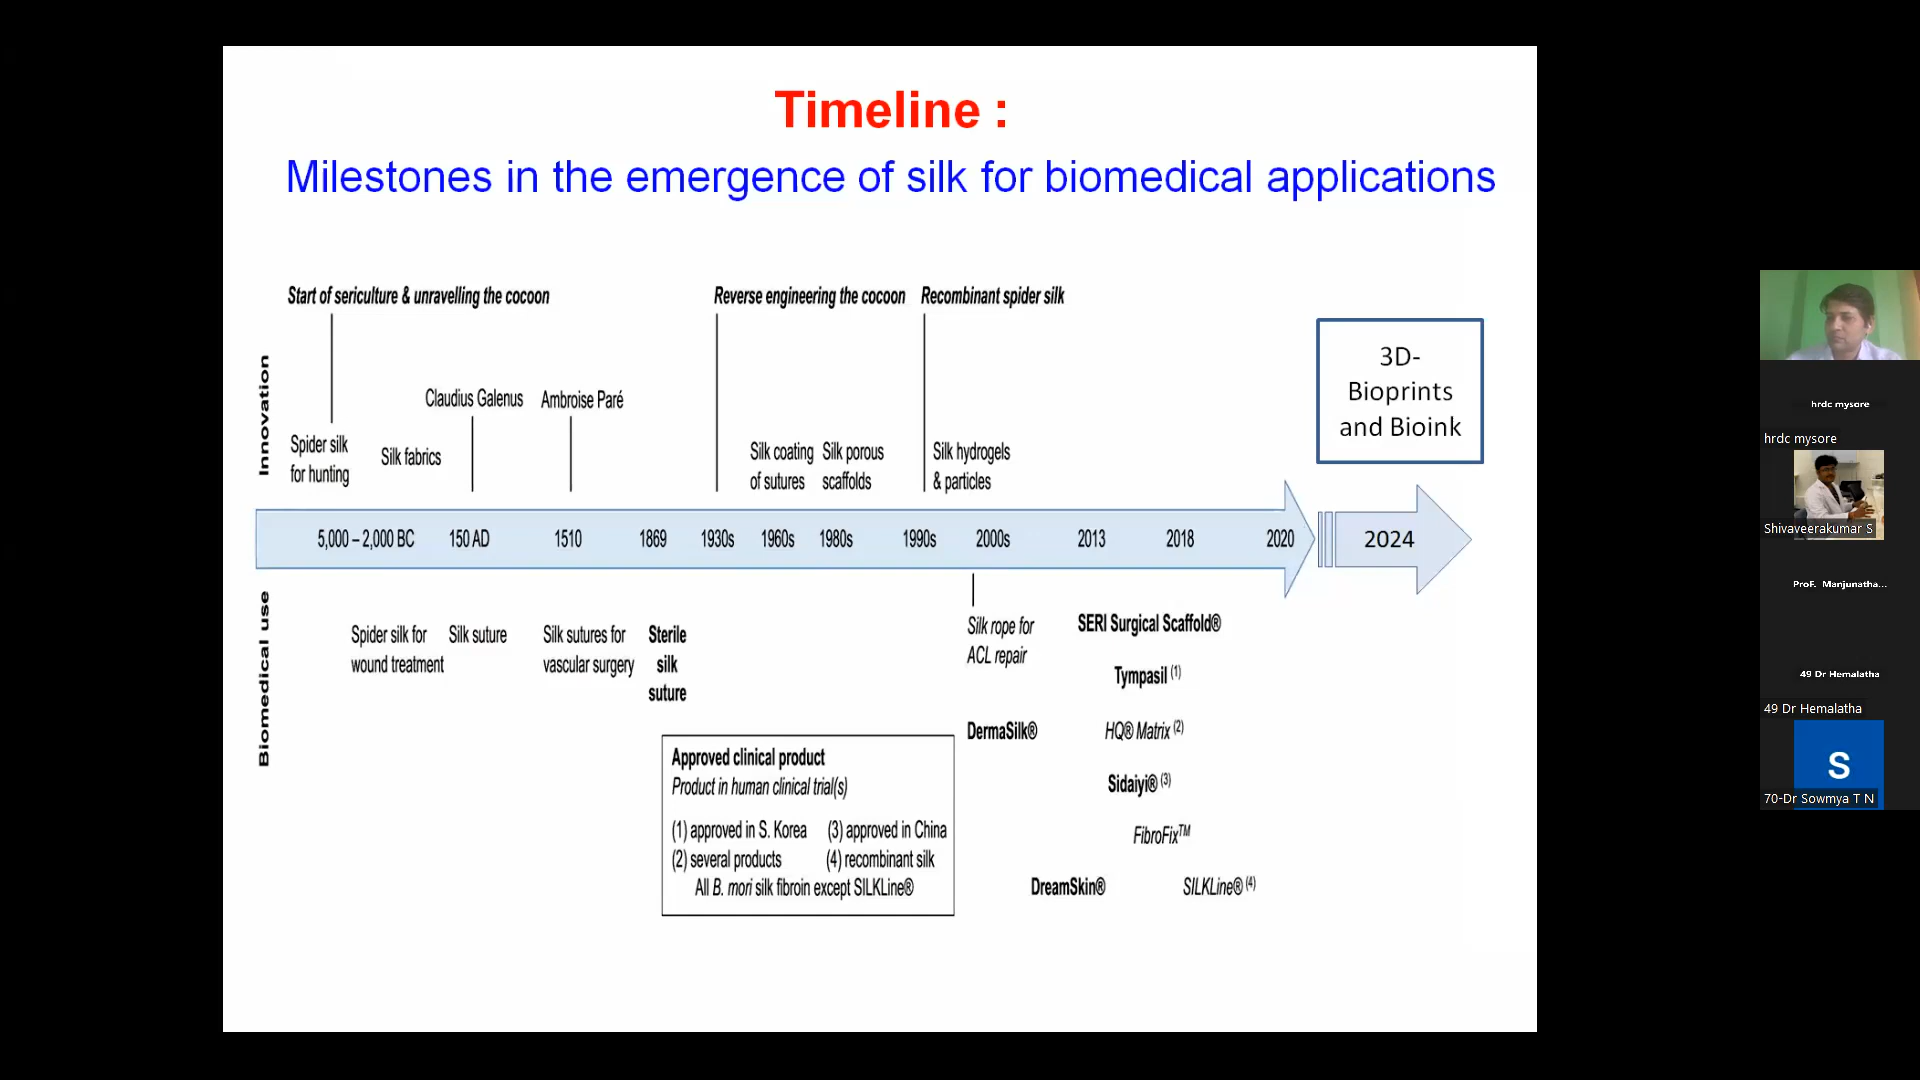 Timeline :
Milestones in the emergence of silk for biomedical applications
Start of sericulture & unravelling the cocoon
Reverse engineering the cocoon
Recombinant spider silk
3D-
Bioprints
and Bioink
Innovation
Claudius Galenus
Ambroise Paré
Spider silk
for hunting
Silk fabrics
Silk coating
of sutures
Silk porous
scaffolds
Silk hydrogels
& particles
5,000 – 2,000 BC
150 AD
1510
1869
1930s
1960s
1980s
1990s
2000s
2013
2018
2020
2024
Biomedical use
Spider silk for
wound treatment
Silk suture
Silk sutures for
vascular surgery
Sterile
silk
suture
Silk rope for
ACL repair
SERI Surgical Scaffold®
Tympasil (1)
DermaSilk®
HQ® Matrix (2)
Sidaiyi® (3)
FibroFix™
DreamSkin®
SILKLine® (4)
Approved clinical product
Product in human clinical trial(s)
(1) approved in S. Korea
(3) approved in China
(2) several products
(4) recombinant silk
All B. mori silk fibroin except SILKLine®
hrdc mysore
hrdc mysore
Shivaveerakumar S
ProF. Manjunatha...
49 Dr Hemalatha
49 Dr Hemalatha
S
70-Dr Sowmya T N